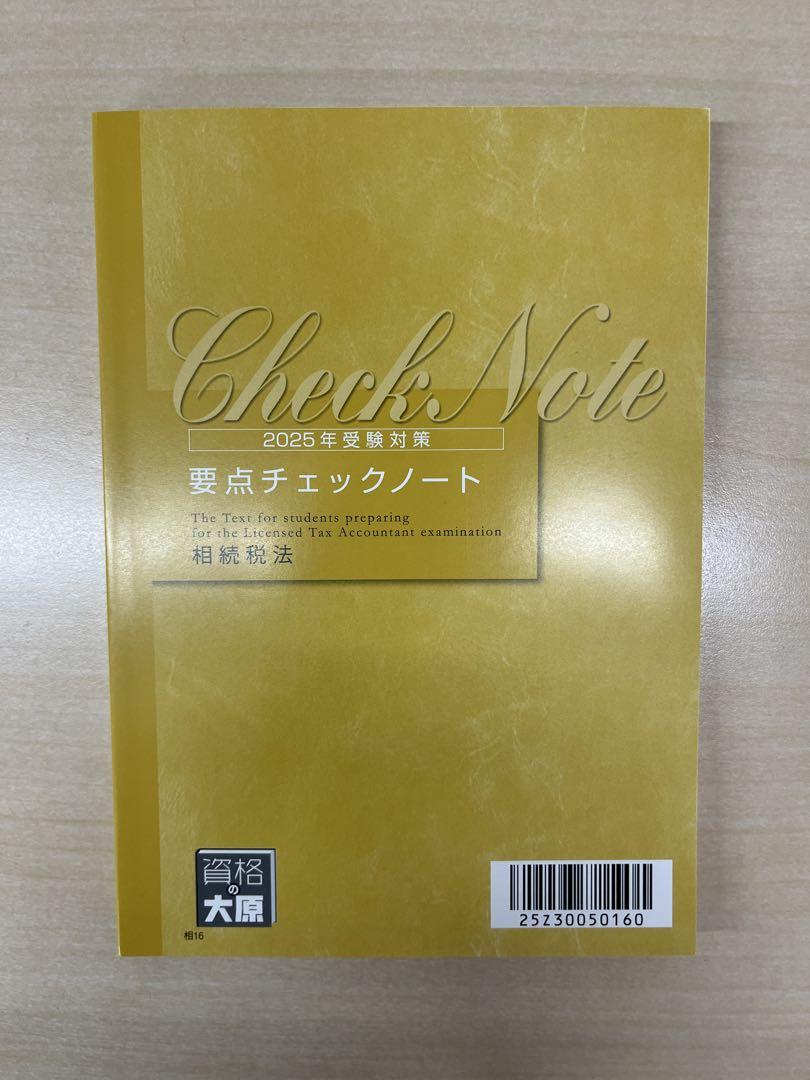 Check Note
2025年受験対策
要点チェックノート
The Text for students preparing
for the Licensed Tax Accountant examination
相続税法
資格
の
大原
相16
25Z30050160